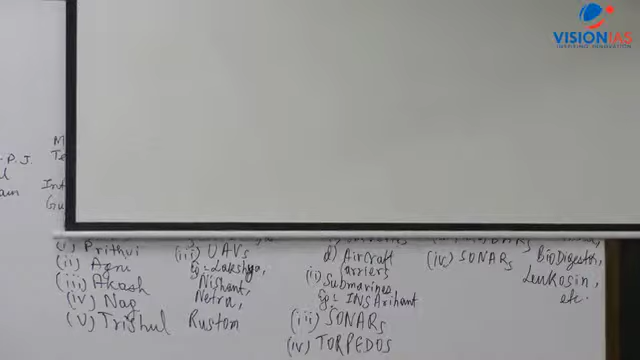 VISIONIAS
INSPIRING INNOVATION
.P.J.
(i) Prithvi
(ii) Agni
(iii) Akash
(iv) Nag
(v) Trishul
(iii) UAVs
Eg:- Lakshya,
Nishant,
Netra,
Rustom
d) Aircraft
Carriers
(ii) Submarines
Eg:- INS Arihant
(iii) SONARs
(iv) TORPEDOS
(iv) SONARs
BioDigestor,
Leukosin,
etc.